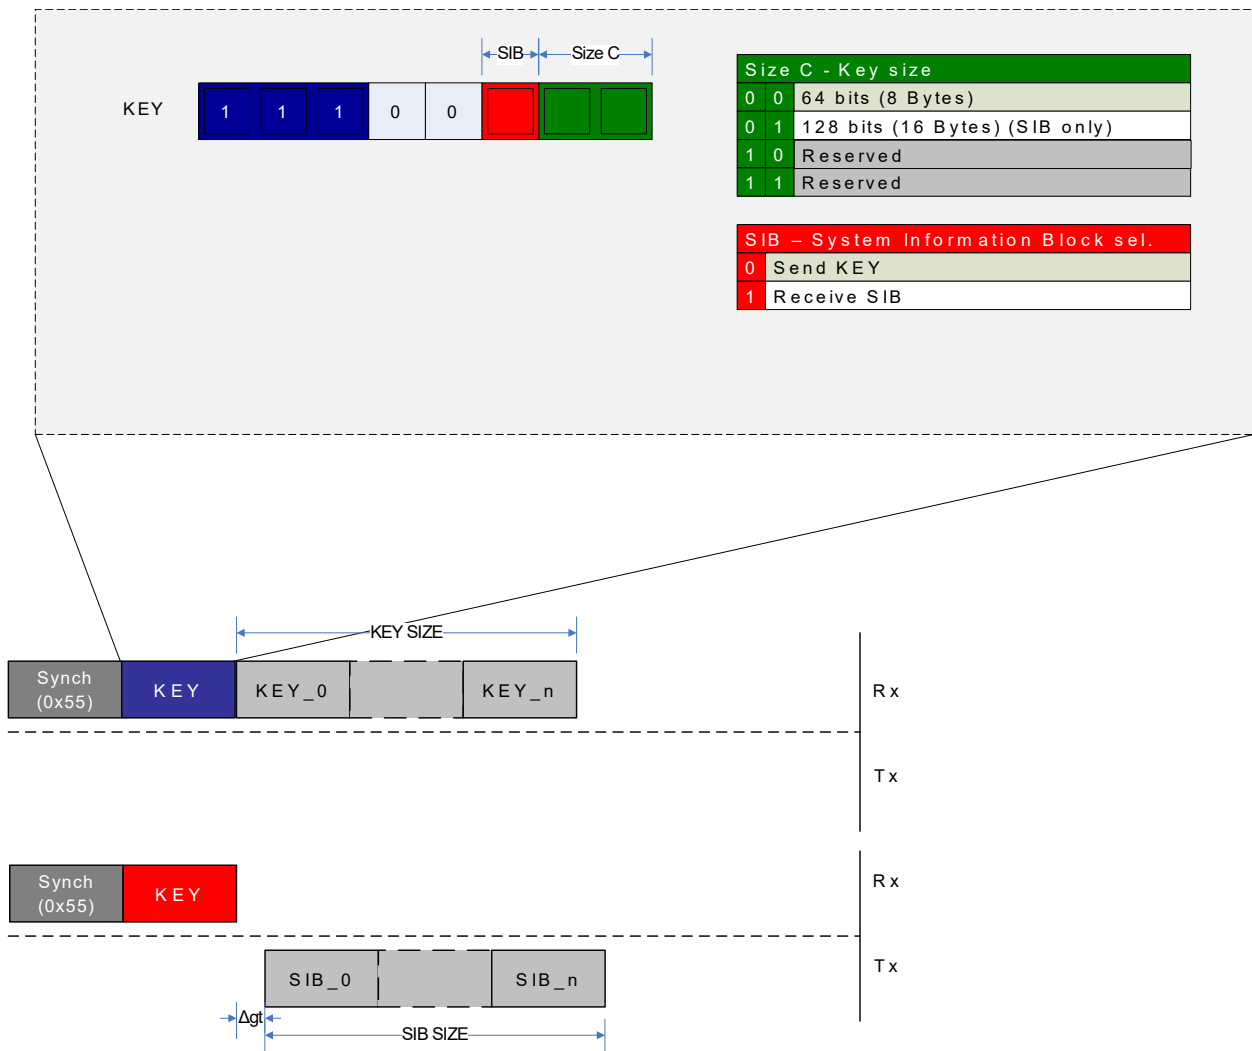 SIB
Size C
KEY
1 1 1 0 0
Size C - Key size
0 0 64 bits (8 Bytes)
0 1 128 bits (16 Bytes) (SIB only)
1 0 Reserved
1 1 Reserved
SIB – System Information Block sel.
0 Send KEY
1 Receive SIB
KEY SIZE
Synch
(0x55)
KEY
KEY_0
KEY_n
Rx
Tx
Synch
(0x55)
KEY
Rx
SIB_0
SIB_n
Tx
Δgt
SIB SIZE